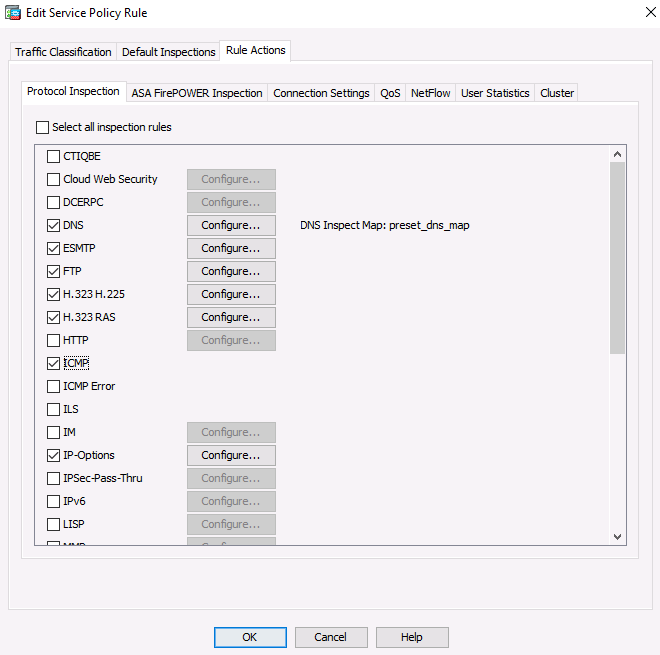 Edit Service Policy Rule
Traffic Classification Default Inspections Rule Actions
Protocol Inspection ASA FirePOWER Inspection Connection Settings QoS NetFlow User Statistics Cluster
Select all inspection rules
CTIQBE
Cloud Web Security Configure...
DCERPC Configure...
DNS Configure... DNS Inspect Map: preset_dns_map
ESMTP Configure...
FTP Configure...
H.323 H.225 Configure...
H.323 RAS Configure...
HTTP Configure...
ICMP
ICMP Error
ILS
IM Configure...
IP-Options Configure...
IPSec-Pass-Thru Configure...
IPv6 Configure...
LISP Configure...
OK Cancel Help